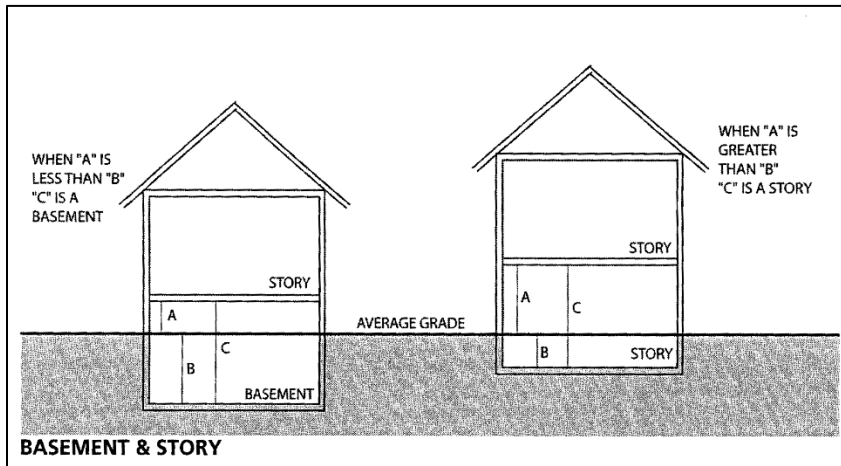 WHEN "A" IS
LESS THAN "B"
"C" IS A
BASEMENT
WHEN "A" IS
GREATER
THAN "B"
"C" IS A STORY
STORY
A
B
C
BASEMENT
AVERAGE GRADE
STORY
A
B
C
STORY
BASEMENT & STORY